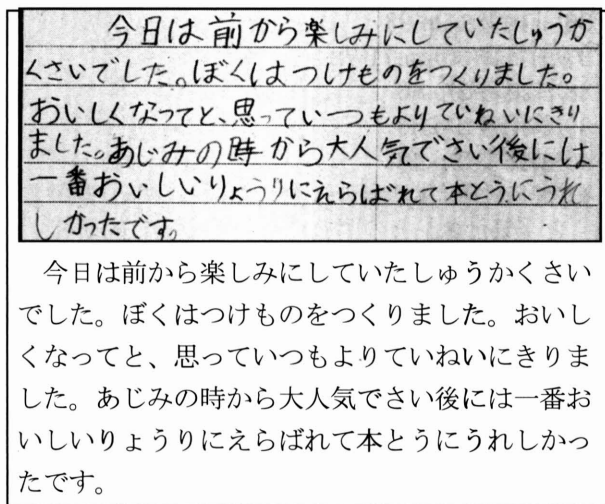 今日は前から楽しみにしていたしゅうか
くさいでした。ぼくはつけものをつくりました。
おいしくなってと、思っていつもよりていねいにきり
ました。あじみの時から大人気でさい後には
一番おいしいりょうりにえらばれて本とうにうれ
しかったです。
今日は前から楽しみにしていたしゅうかくさい
でした。ぼくはつけものをつくりました。おいし
くなってと、思っていつもよりていねいにきりま
した。あじみの時から大人気でさい後には一番お
いしいりょうりにえらばれて本とうにうれしかっ
たです。